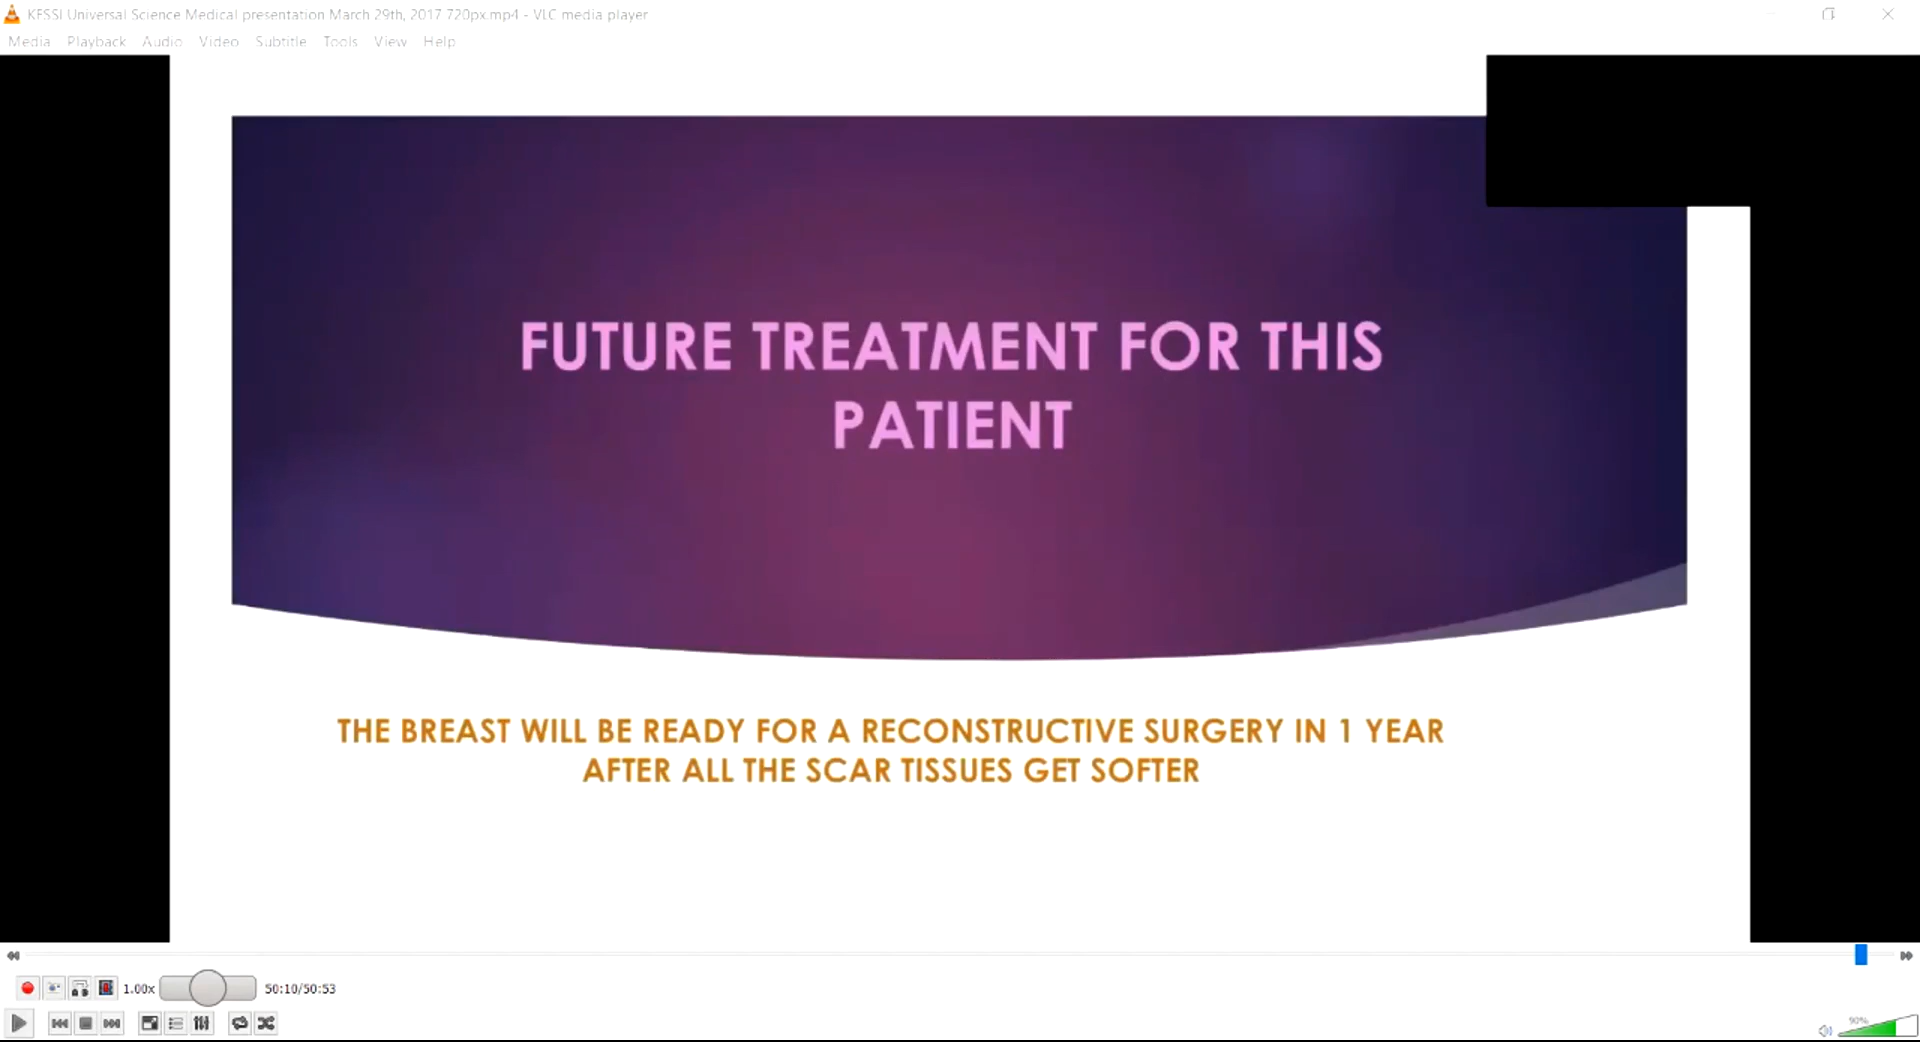 KFSSI Universal Science Medical presentation March 29th, 2017 720px.mp4 - VLC media player
Media Playback Audio Video Subtitle Tools View Help
FUTURE TREATMENT FOR THIS
PATIENT
THE BREAST WILL BE READY FOR A RECONSTRUCTIVE SURGERY IN 1 YEAR
AFTER ALL THE SCAR TISSUES GET SOFTER
1.00x 50:10/50:53
90%